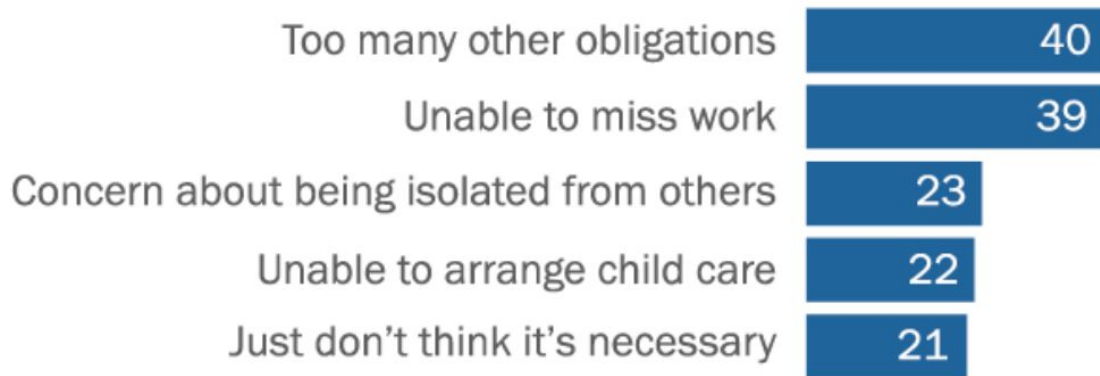 Too many other obligations 40
Unable to miss work 39
Concern about being isolated from others 23
Unable to arrange child care 22
Just don’t think it’s necessary 21